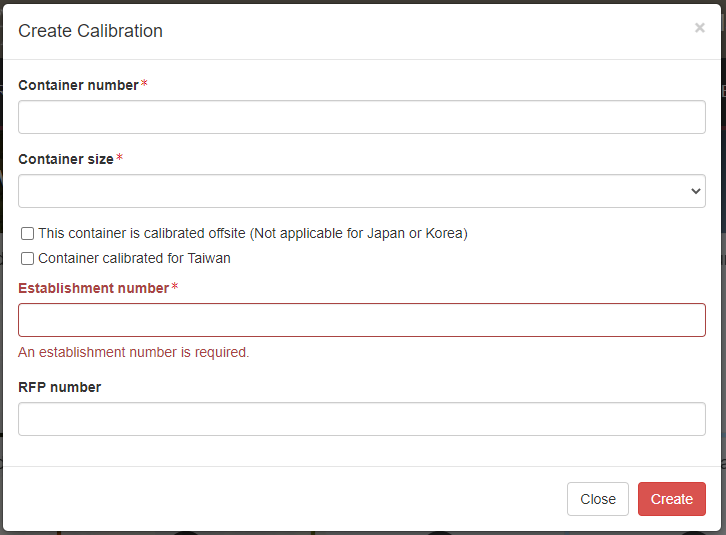 Create Calibration ×
Container number*
Container size*
This container is calibrated offsite (Not applicable for Japan or Korea)
Container calibrated for Taiwan
Establishment number*
An establishment number is required.
RFP number
Close Create